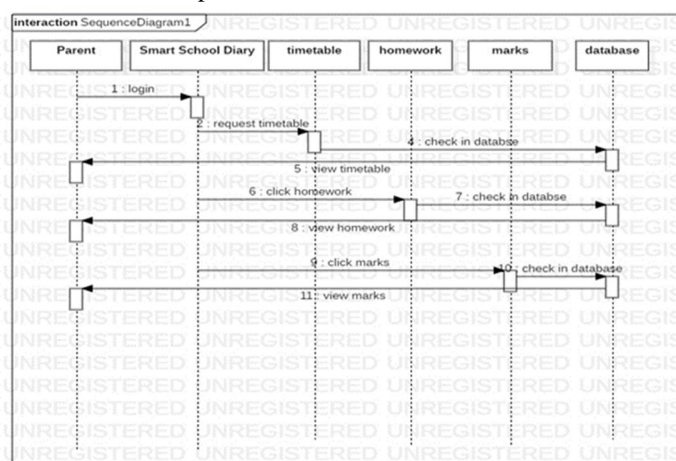 interaction SequenceDiagram1
Parent
Smart School Diary
timetable
homework
marks
database
1 : login
2 : request timetable
4 : check in databse
5 : view timetable
6 : click homework
7 : check in databse
8 : view homework
9 : click marks
10 : check in database
11 : view marks
UNREGISTERED